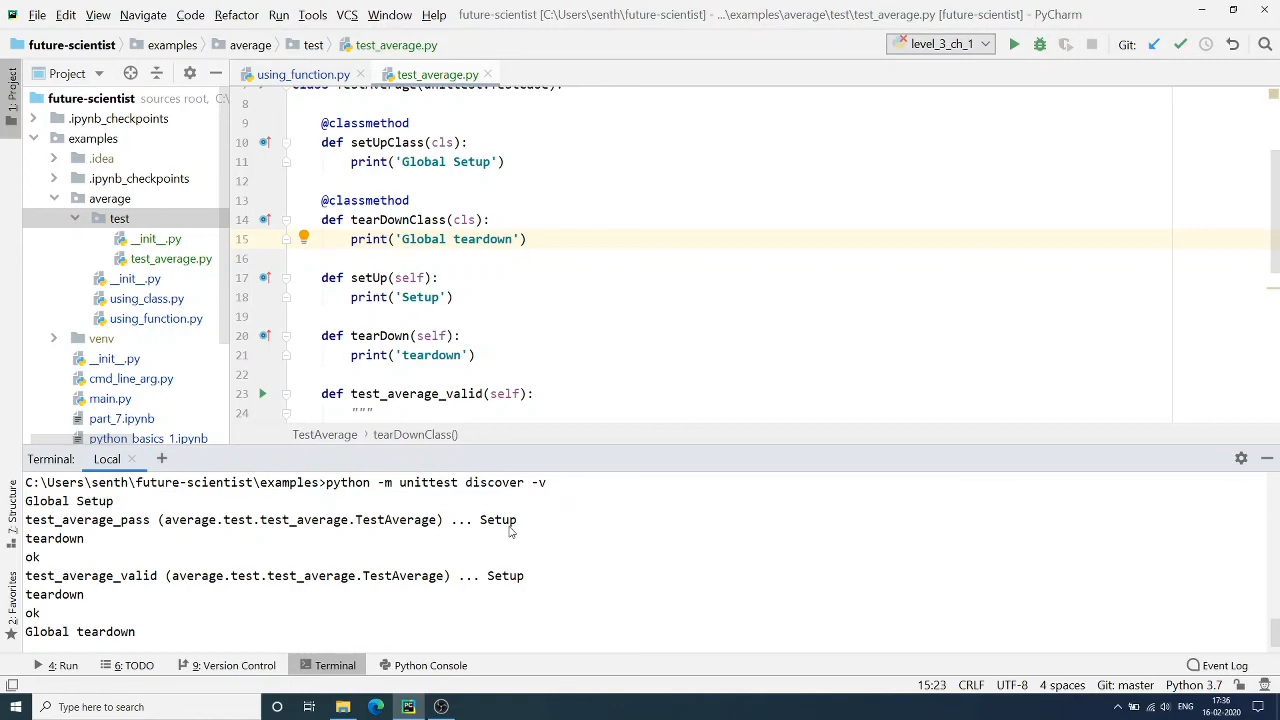 File Edit View Navigate Code Refactor Run Tools VCS Window Help future-scientist [C:\Users\senth\future-scientist] - ...\examples\average\test\test_average.py [future-scientist] - PyCharm
future-scientist examples average test test_average.py level_3_ch_1 Git:
1: Project
Project using_function.py test_average.py
future-scientist sources root, C:\
.ipynb_checkpoints
examples
.idea
.ipynb_checkpoints
average
test
__init__.py
test_average.py
__init__.py
using_class.py
using_function.py
venv
__init__.py
cmd_line_arg.py
main.py
part_7.ipynb
python_basics_1.ipynb
class TestAverage(unittest.TestCase):
8
9 @classmethod
10 def setUpClass(cls):
11 print('Global Setup')
12
13 @classmethod
14 def tearDownClass(cls):
15 print('Global teardown')
16
17 def setUp(self):
18 print('Setup')
19
20 def tearDown(self):
21 print('teardown')
22
23 def test_average_valid(self):
24 """
TestAverage tearDownClass()
Terminal: Local
C:\Users\senth\future-scientist\examples>python -m unittest discover -v
Global Setup
test_average_pass (average.test.test_average.TestAverage) ... Setup
teardown
ok
test_average_valid (average.test.test_average.TestAverage) ... Setup
teardown
ok
Global teardown
Z: Structure
2: Favorites
4: Run 6: TODO 9: Version Control Terminal Python Console Event Log
15:23 CRLF UTF-8 4 spaces Git: master Python 3.7
Type here to search ENG 17:36
16-02-2020